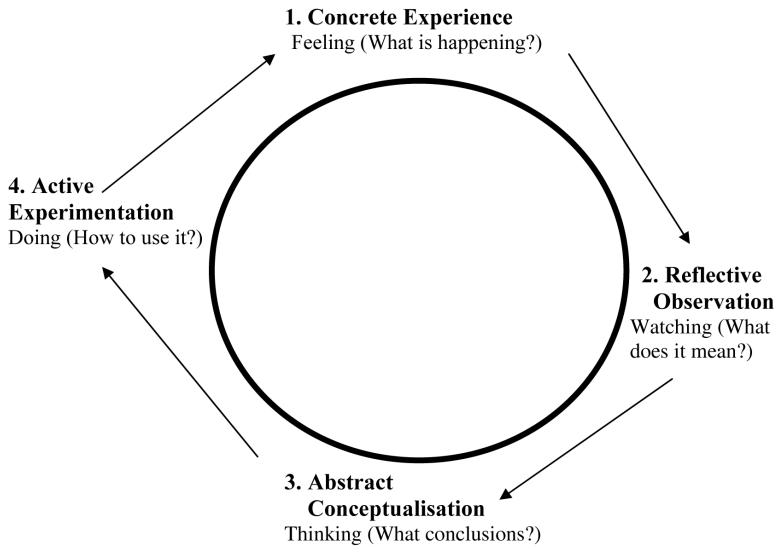 1. Concrete Experience
Feeling (What is happening?)
2. Reflective
Observation
Watching (What
does it mean?)
3. Abstract
Conceptualisation
Thinking (What conclusions?)
4. Active
Experimentation
Doing (How to use it?)